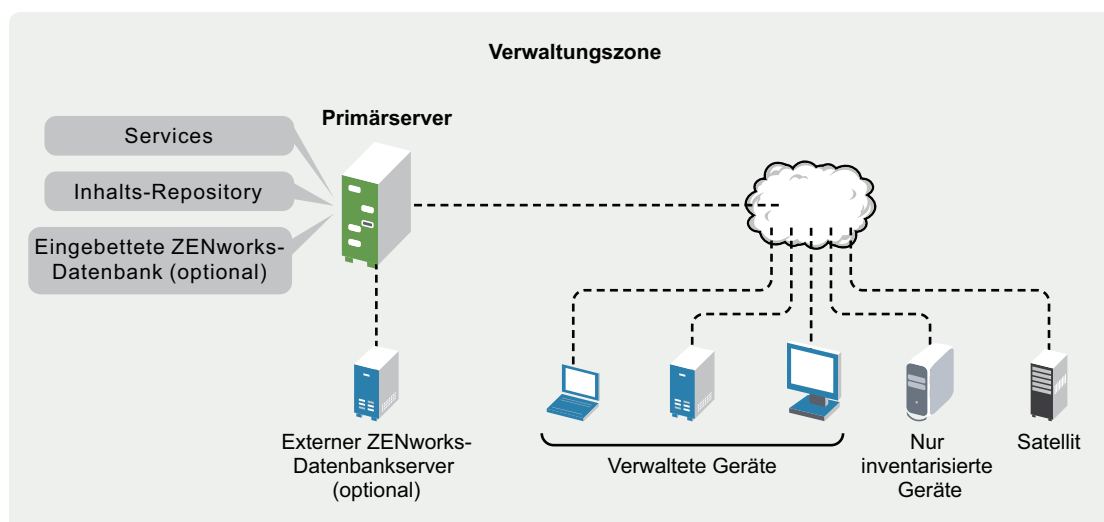 Verwaltungszone
Primärserver
Services
Inhalts-Repository
Eingebettete ZENworks-
Datenbank (optional)
Externer ZENworks-
Datenbankserver
(optional)
Verwaltete Geräte
Nur
inventarisierte
Geräte
Satellit